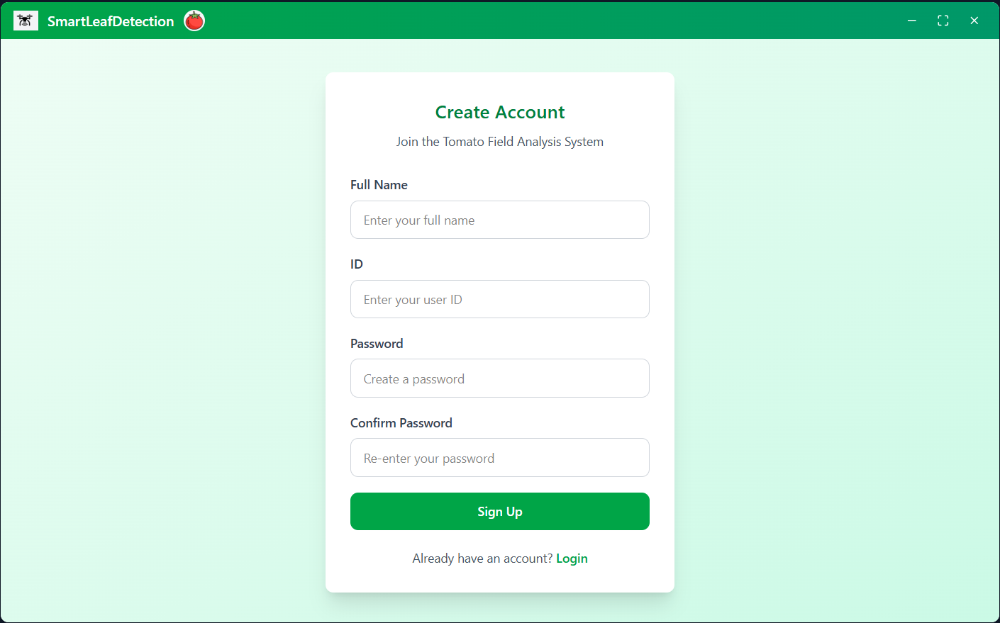 SmartLeafDetection
Create Account
Join the Tomato Field Analysis System
Full Name
Enter your full name
ID
Enter your user ID
Password
Create a password
Confirm Password
Re-enter your password
Sign Up
Already have an account? Login